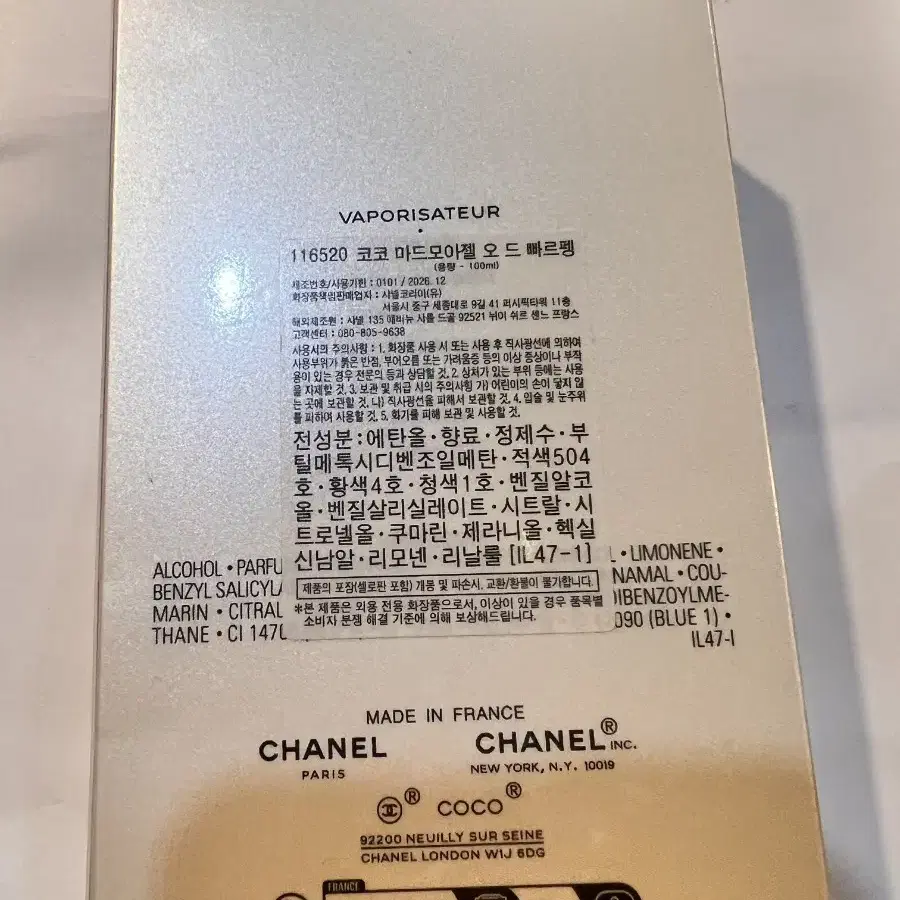 VAPORISATEUR
116520 코코 마드모아젤 오 드 빠르펭
(용량 - 100ml)
제조번호/사용기한 : 0101 / 2026. 12
화장품책임판매업자 : 샤넬코리아(유)
서울시 중구 세종대로 9길 41 퍼시픽타워 11층
해외제조원 : 샤넬 135 애비뉴 샤를 드골 92521 뉘이 쉬르 센느 프랑스
고객센터 : 080-805-9638
사용시의 주의사항 : 1. 화장품 사용 시 또는 사용 후 직사광선에 의하여
사용부위가 붉은 반점, 부어오름 또는 가려움증 등의 이상 증상이나 부작
용이 있는 경우 전문의 등과 상담할 것. 2. 상처가 있는 부위 등에는 사용
을 자제할 것. 3. 보관 및 취급 시의 주의사항 가) 어린이의 손이 닿지 않
는 곳에 보관할 것. 나) 직사광선을 피해서 보관할 것. 4. 입술 및 눈주위
를 피하여 사용할 것. 5. 화기를 피해 보관 및 사용할 것.
전성분 : 에탄올 · 향료 · 정제수 · 부
틸메톡시디벤조일메탄 · 적색504
호 · 황색4호 · 청색1호 · 벤질알코
올 · 벤질살리실레이트 · 시트랄 · 시
트로넬올 · 쿠마린 · 제라니올 · 헥실
신남알 · 리모넨 · 리날룰 [IL47-1]
제품의 포장(셀로판 포함) 개봉 및 파손시, 교환/환불이 불가합니다.
※본 제품은 외용 전용 화장품으로서, 이상이 있을 경우 품목별
소비자 분쟁 해결 기준에 의해 보상해드립니다.
ALCOHOL • PARFU L • LIMONENE •
BENZYL SALICYLA NAMAL • COU-
MARIN • CITRAL DIBENZOYLME-
THANE • CI 147 090 (BLUE 1) •
IL47-I
MADE IN FRANCE
CHANEL CHANEL® INC.
PARIS NEW YORK, N.Y. 10019
® COCO®
92200 NEUILLY SUR SEINE
CHANEL LONDON W1J 6DG
FRANCE